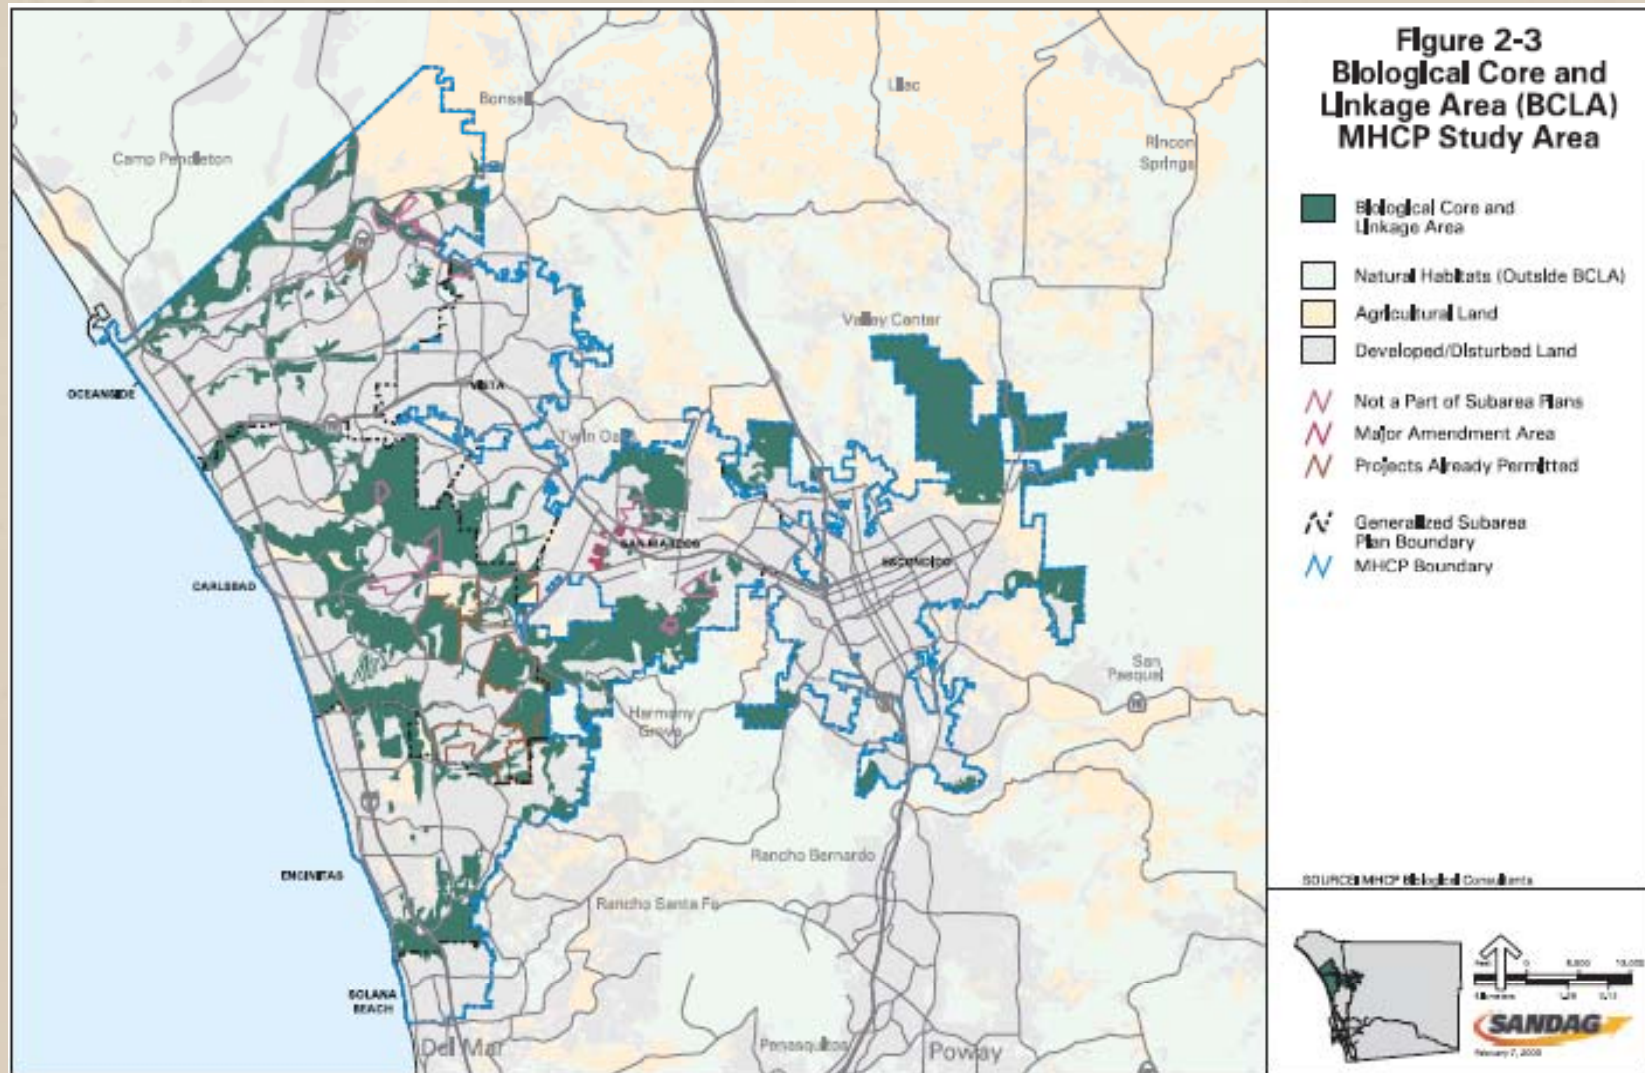 Figure 2-3
Biological Core and
Linkage Area (BCLA)
MHCP Study Area
Biological Core and
Linkage Area
Natural Habitats (Outside BCLA)
Agricultural Land
Developed/Disturbed Land
Not a Part of Subarea Plans
Major Amendment Area
Projects Already Permitted
Generalized Subarea
Plan Boundary
MHCP Boundary
SOURCE: MHCP Biological Consultants
SANDAG
Bonsall
Lilac
Camp Pendleton
Rincon
Springs
Valley Center
OCEANSIDE
VISTA
Twin Oaks
SAN MARCOS
ESCONDIDO
CARLSBAD
San
Pasqual
Harmony
Grove
Rancho Bernardo
ENCINITAS
Rancho Santa Fe
SOLANA
BEACH
Del Mar
Penasquitos
Poway